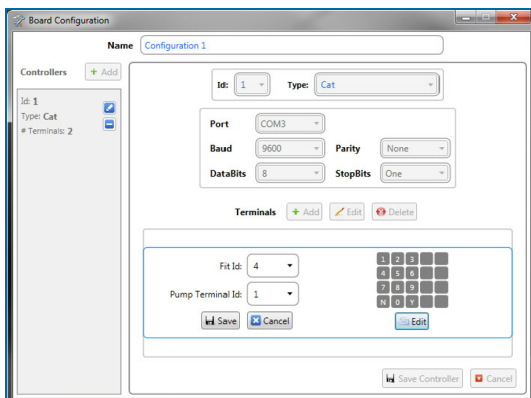 Board Configuration
Name Configuration 1
Controllers + Add
Id: 1 Type: Cat
Id: 1
Type: Cat
# Terminals: 2
Port COM3
Baud 9600 Parity None
DataBits 8 StopBits One
Terminals + Add Edit Delete
Fit Id: 4
Pump Terminal Id: 1
Save Cancel
1 2 3
4 5 6
7 8 9
N 0 Y
Edit
Save Controller Cancel